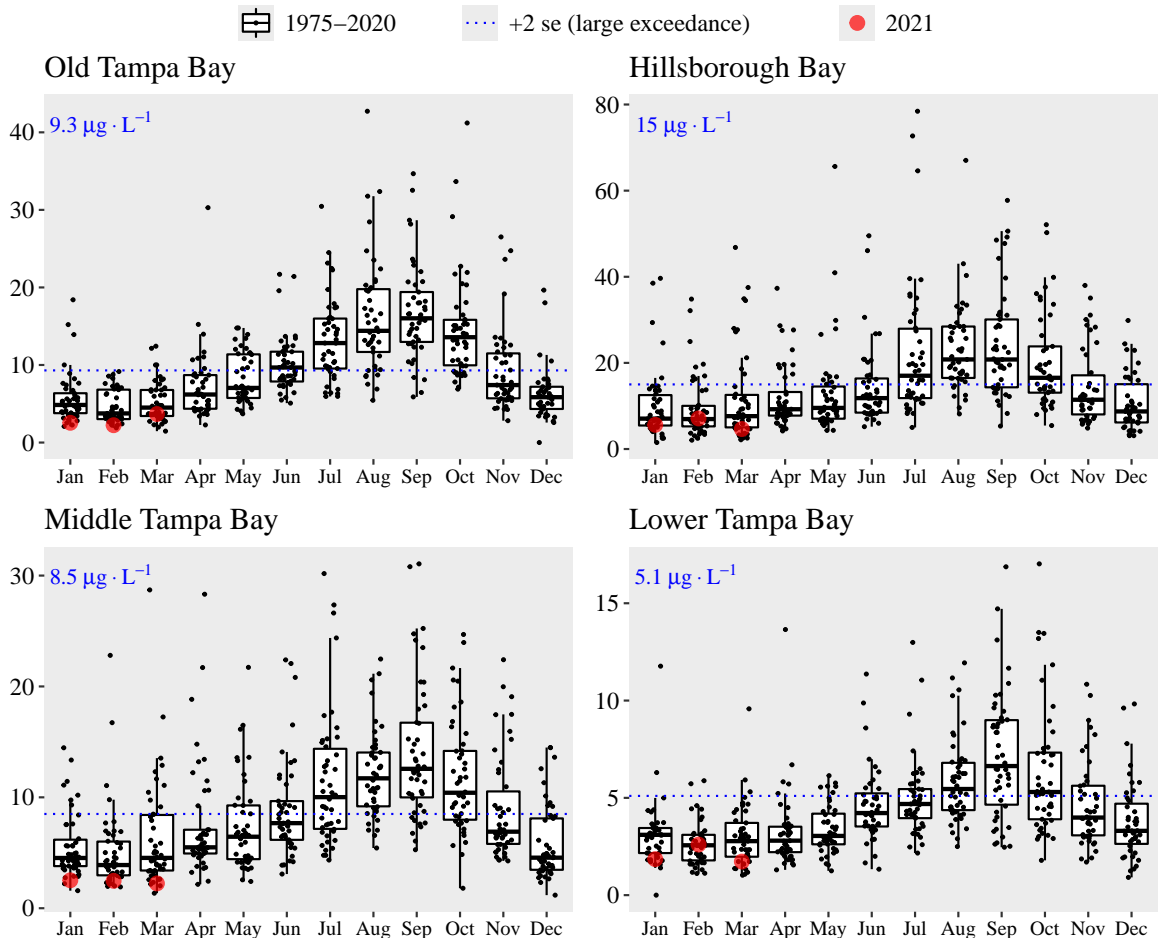 1975–2020 +2 se (large exceedance) 2021
Old Tampa Bay
9.3 μg · L⁻¹
40
30
20
10
0
Jan Feb Mar Apr May Jun Jul Aug Sep Oct Nov Dec
Hillsborough Bay
15 μg · L⁻¹
80
60
40
20
0
Jan Feb Mar Apr May Jun Jul Aug Sep Oct Nov Dec
Middle Tampa Bay
8.5 μg · L⁻¹
30
20
10
0
Jan Feb Mar Apr May Jun Jul Aug Sep Oct Nov Dec
Lower Tampa Bay
5.1 μg · L⁻¹
15
10
5
0
Jan Feb Mar Apr May Jun Jul Aug Sep Oct Nov Dec